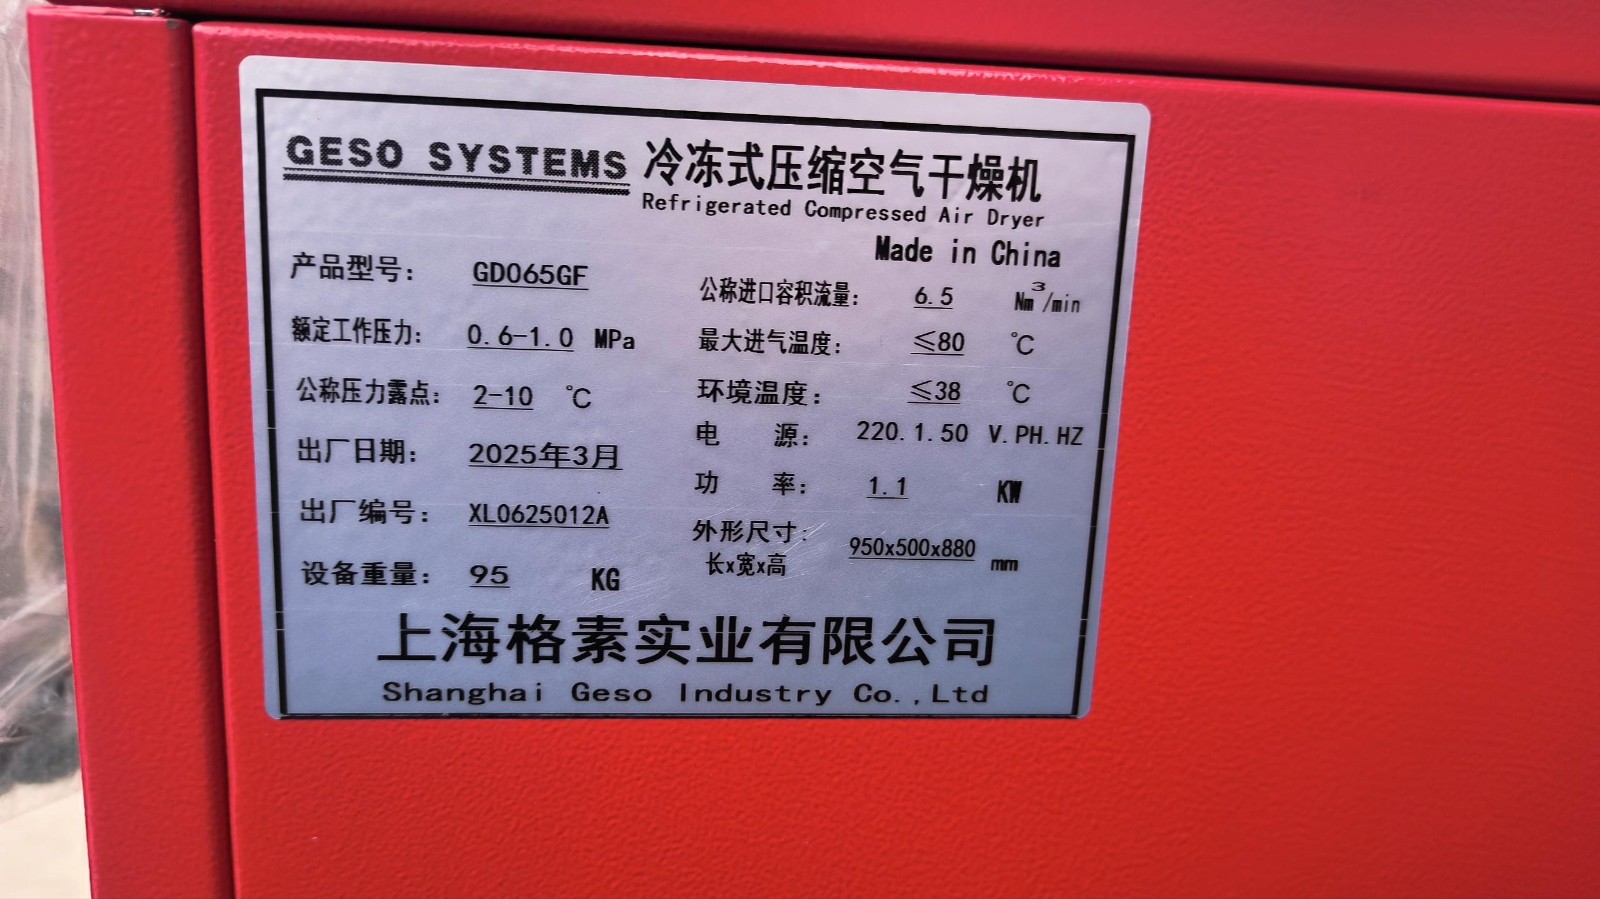 GESO SYSTEMS 冷冻式压缩空气干燥机
Refrigerated Compressed Air Dryer
Made in China
产品型号: GD065GF
额定工作压力: 0.6-1.0 MPa
公称压力露点: 2-10 ℃
出厂日期: 2025年3月
出厂编号: XL0625012A
设备重量: 95 KG
公称进口容积流量: 6.5 Nm³/min
最大进气温度: ≤80 ℃
环境温度: ≤38 ℃
电 源: 220.1.50 V.PH.HZ
功 率: 1.1 KW
外形尺寸:
长x宽x高 950x500x880 mm
上海格素实业有限公司
Shanghai Geso Industry Co.,Ltd